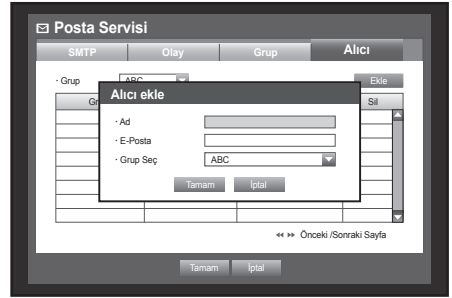 Posta Servisi
SMTP Olay Grup Alıcı
· Grup ABC Ekle
Sil
Alıcı ekle
· Ad
· E-Posta
· Grup Seç ABC
Tamam İptal
Önceki /Sonraki Sayfa
Tamam İptal